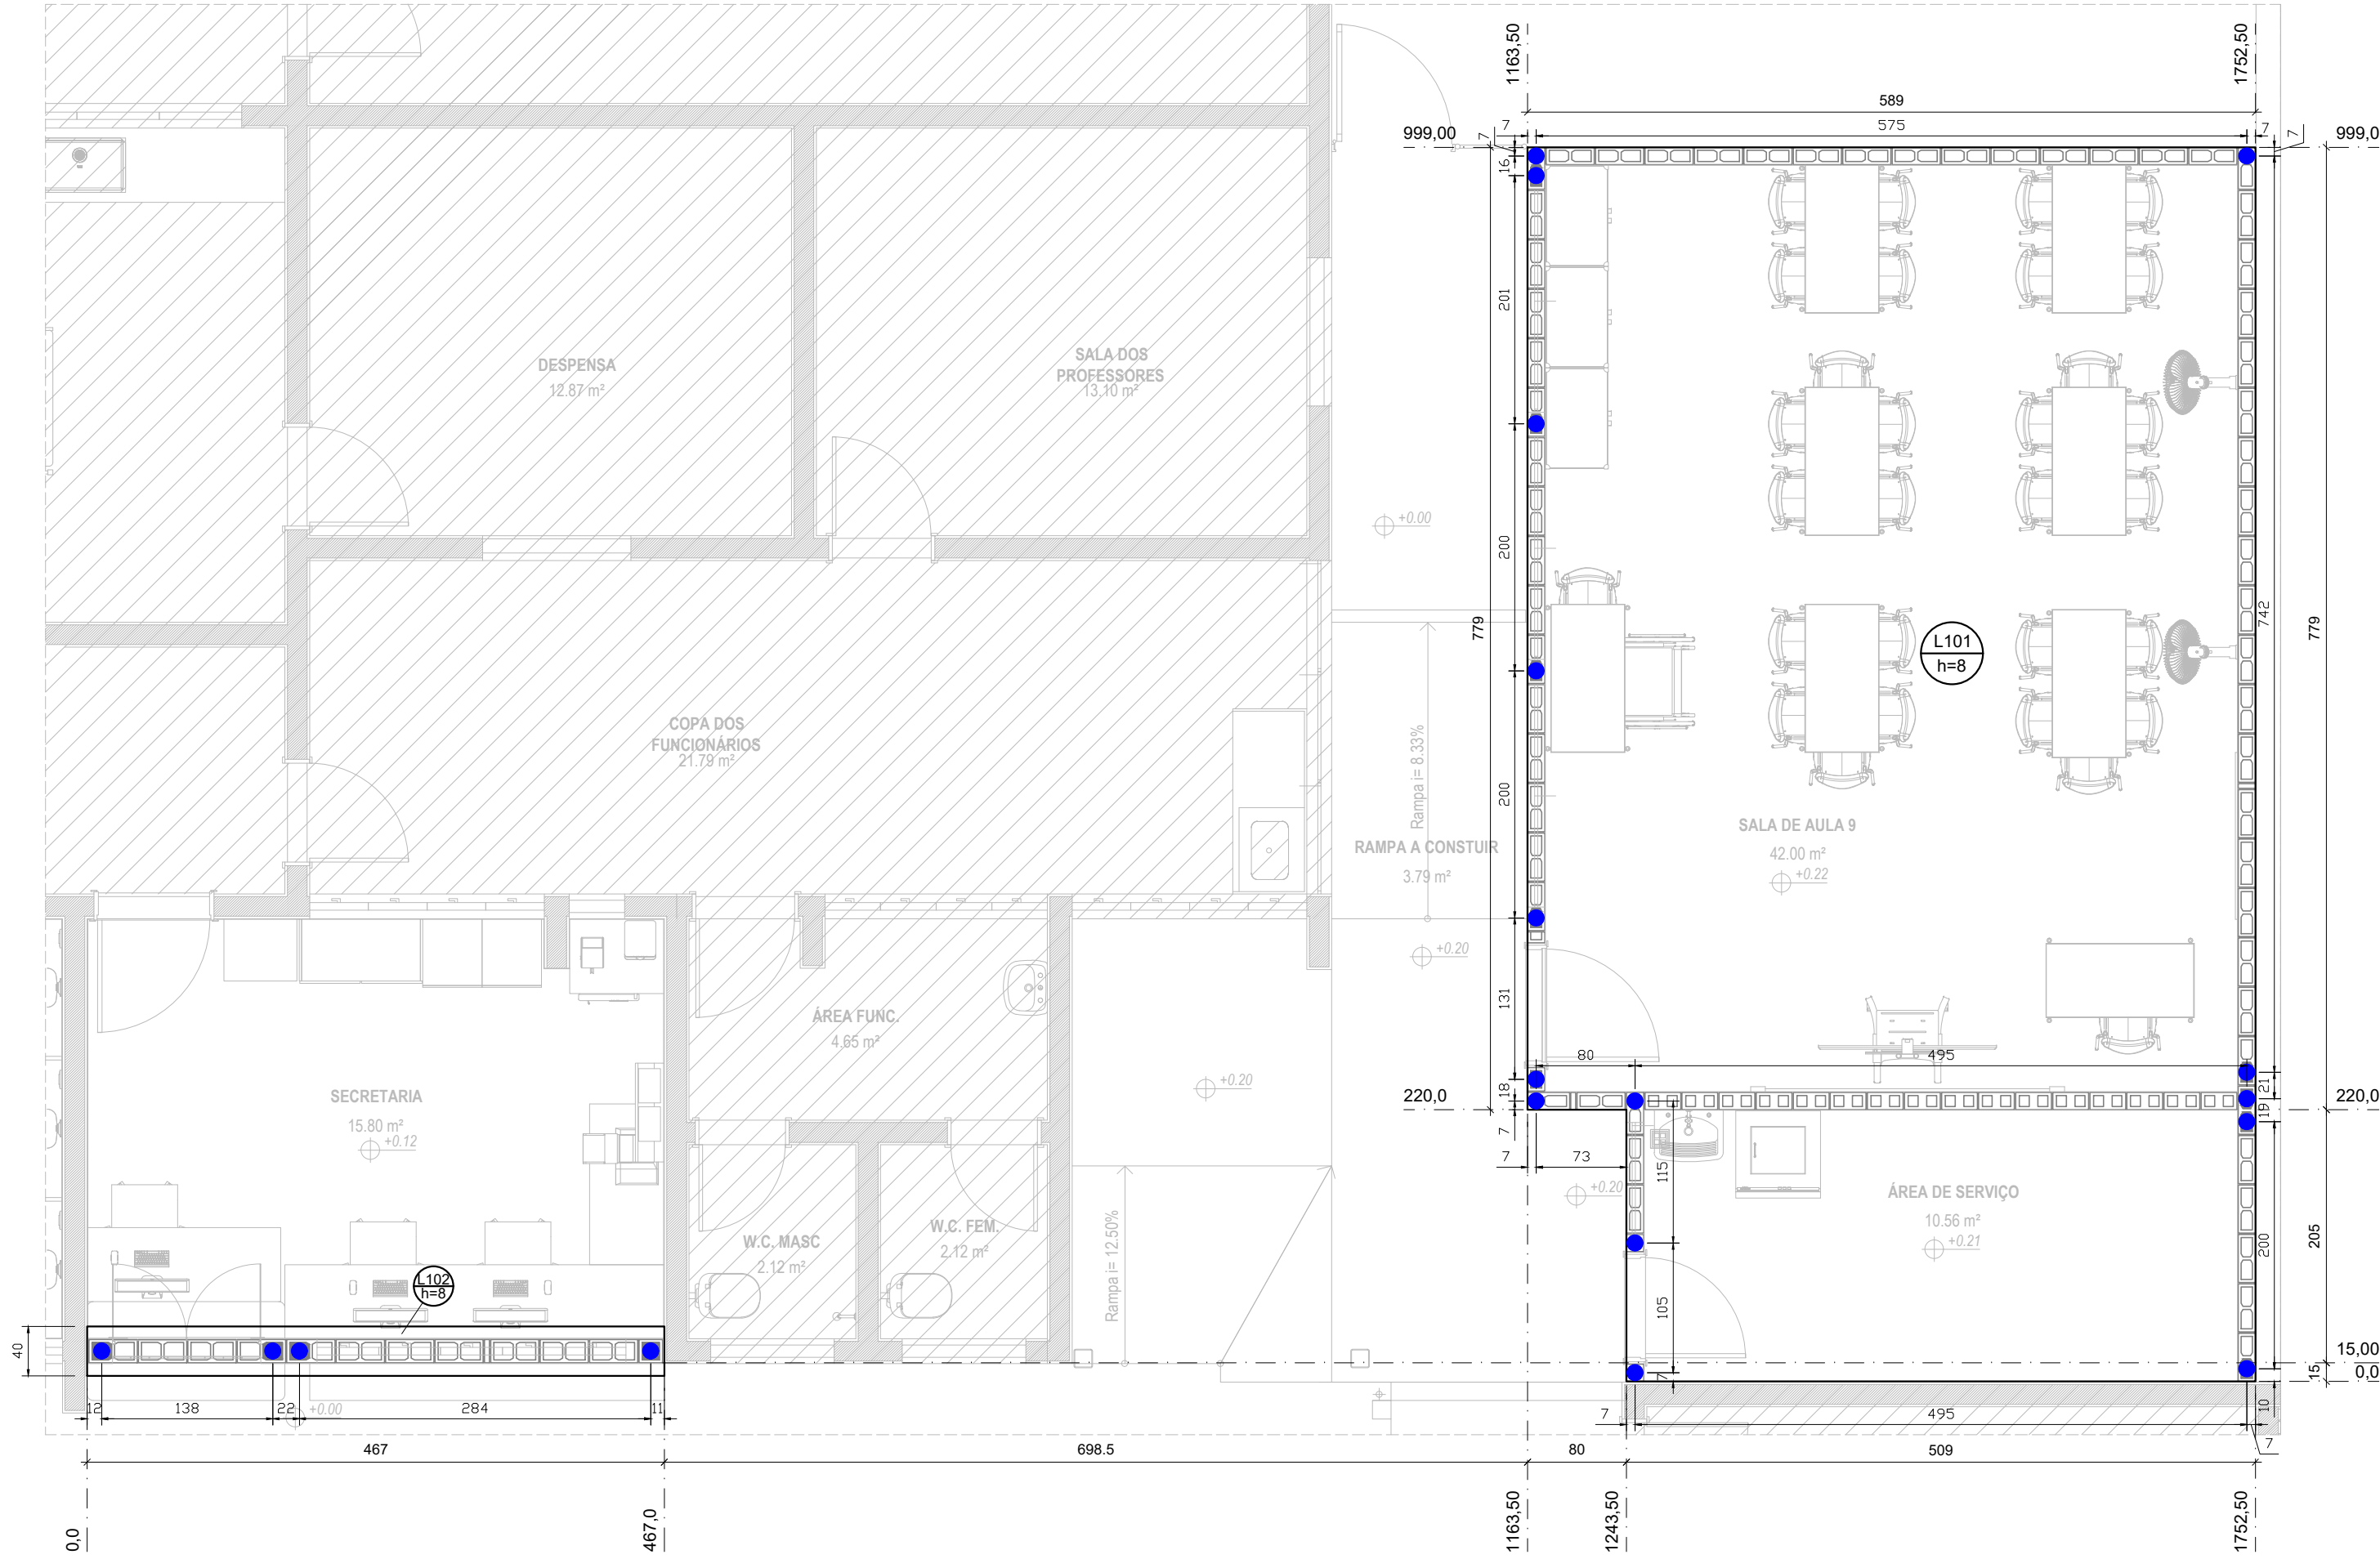 1163,50
1752,50
589
575
7
7
7
7
999,00
999,0
16
201
200
200
131
18
7
779
742
779
DESPENSA
12.87 m²
SALA DOS
PROFESSORES
13.10 m²
+0.00
L101
h=8
COPA DOS
FUNCIONÁRIOS
21.79 m²
Rampa i= 8.33%
RAMPA A CONSTUIR
3.79 m²
+0.20
SALA DE AULA 9
42.00 m²
+0.22
ÁREA FUNC.
4.65 m²
+0.20
SECRETARIA
15.80 m²
+0.12
80
495
220,0
220,0
21
19
7
73
115
105
7
+0.20
ÁREA DE SERVIÇO
10.56 m²
+0.21
200
205
W.C. MASC
2.12 m²
W.C. FEM.
2.12 m²
Rampa i= 12.50%
L102
h=8
40
15,00
0,0
15
10
12
138
22
284
11
+0.00
7
495
7
467
698.5
80
509
0,0
467,0
1163,50
1243,50
1752,50